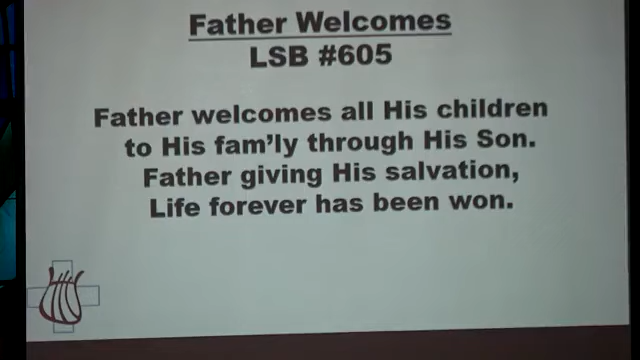 Father Welcomes
LSB #605
Father welcomes all His children
to His fam'ly through His Son.
Father giving His salvation,
Life forever has been won.